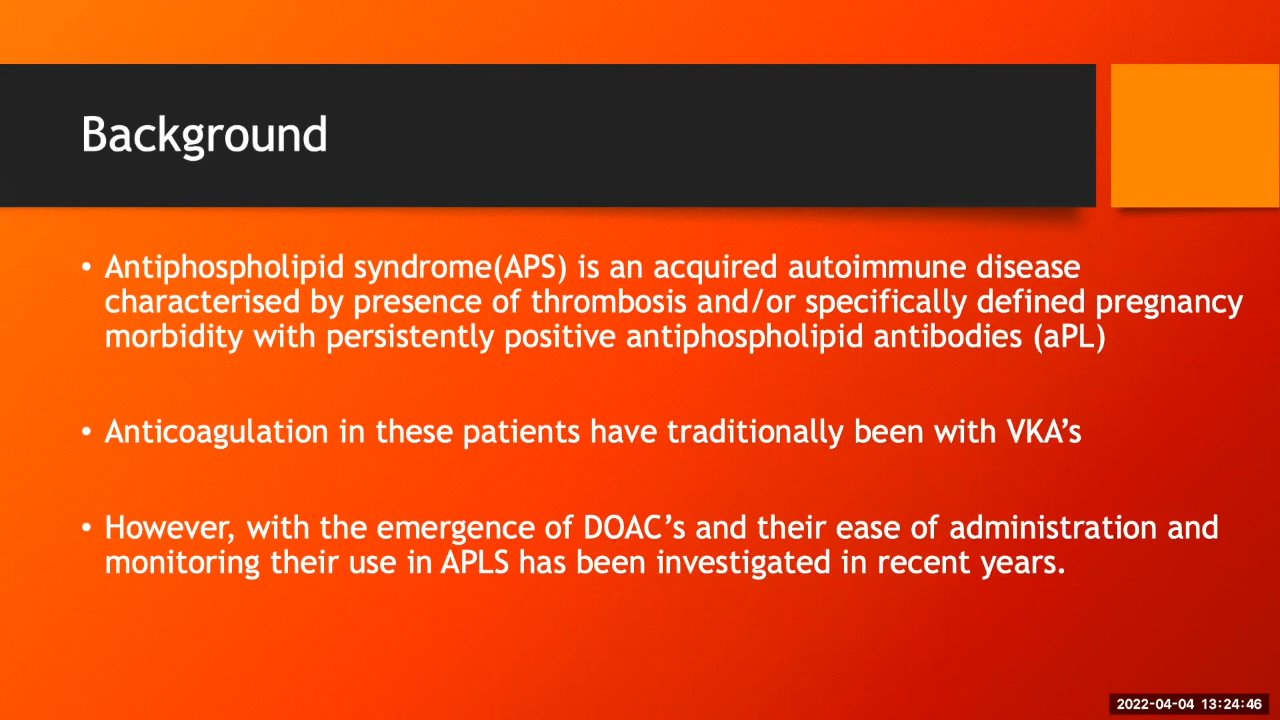 Background
• Antiphospholipid syndrome(APS) is an acquired autoimmune disease
characterised by presence of thrombosis and/or specifically defined pregnancy
morbidity with persistently positive antiphospholipid antibodies (aPL)
• Anticoagulation in these patients have traditionally been with VKA’s
• However, with the emergence of DOAC’s and their ease of administration and
monitoring their use in APLS has been investigated in recent years.
2022-04-04 13:24:46